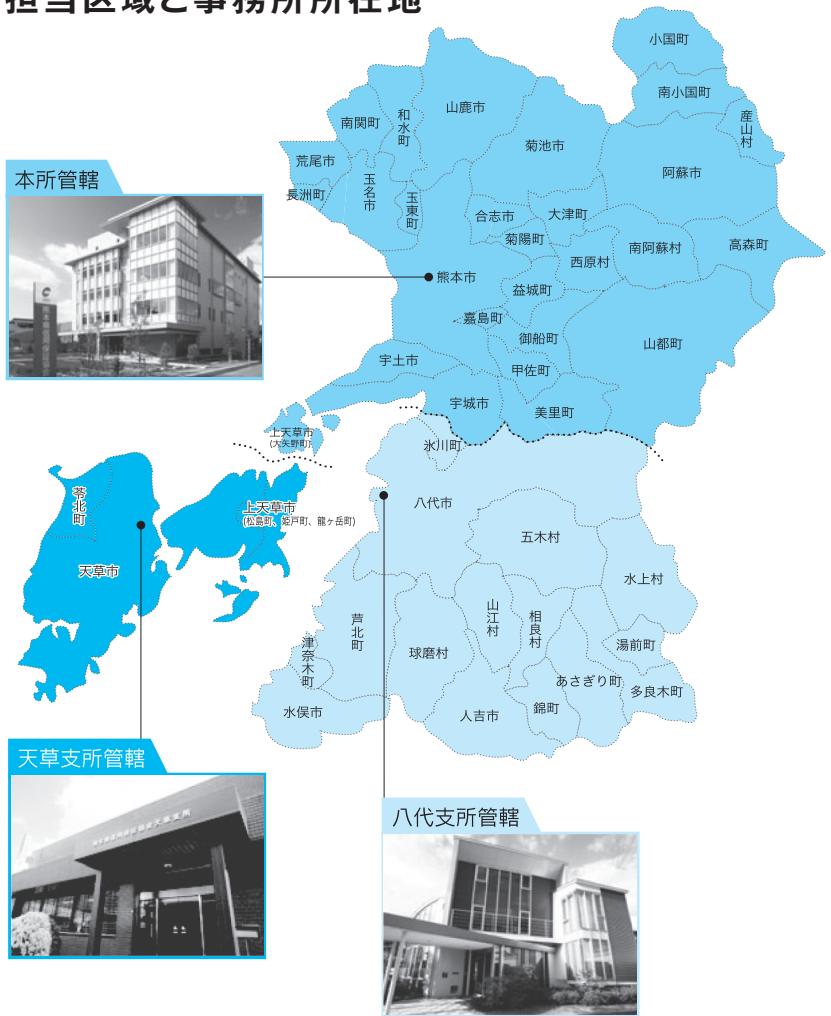 担当区域と事務所所在地
小国町
南小国町
産山村
山鹿市
和水町
南関町
菊池市
荒尾市
阿蘇市
本所管轄
玉名市
長洲町
玉東町
合志市
大津町
菊陽町
南阿蘇村
高森町
西原村
熊本市
益城町
嘉島町
御船町
山都町
宇土市
甲佐町
宇城市
美里町
上天草市
(大矢野町)
氷川町
苓北町
八代市
上天草市
(松島町、姫戸町、龍ヶ岳町)
五木村
天草市
水上村
山江村
相良村
芦北町
湯前町
津奈木町
球磨村
あさぎり町
多良木町
水俣市
人吉市
錦町
天草支所管轄
八代支所管轄